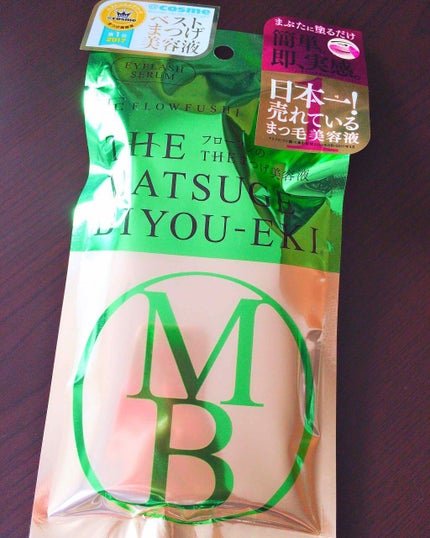 @cosme
ベスト
まつげ
美容液
@cosme
第1位
2017
まぶたに塗るだけ
簡単、
即、実感。
日本一!
売れている
まつ毛美容液
EYELASH
SERUM
FLOWFUSHI
THE
MATSUGE
BIYOU-EKI
M
B